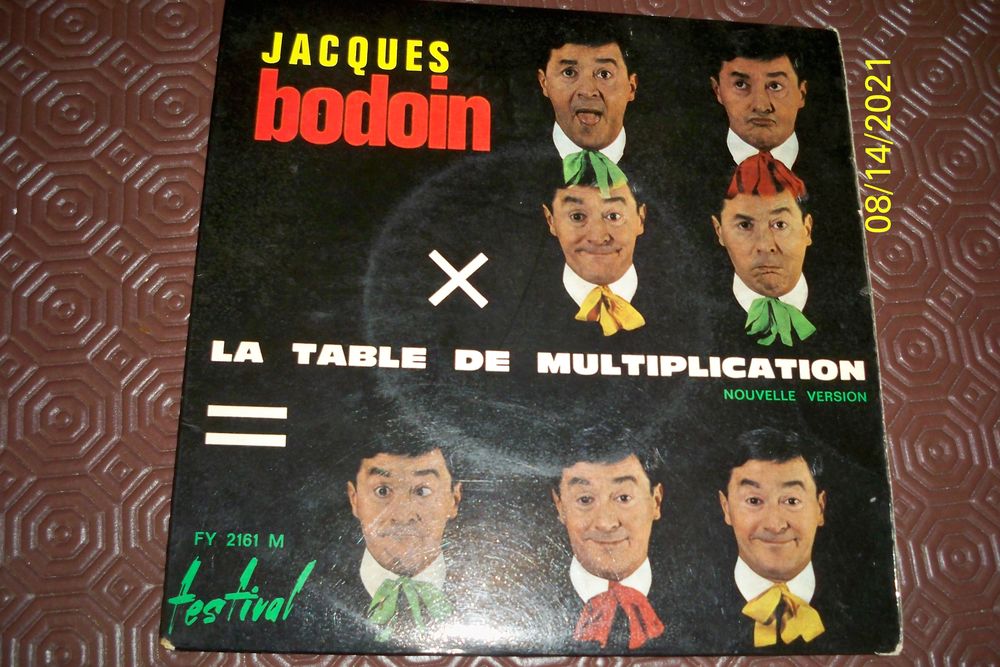 JACQUES
bodoin
×
LA TABLE DE MULTIPLICATION
NOUVELLE VERSION
=
FY 2161 M
festival
08/14/2021